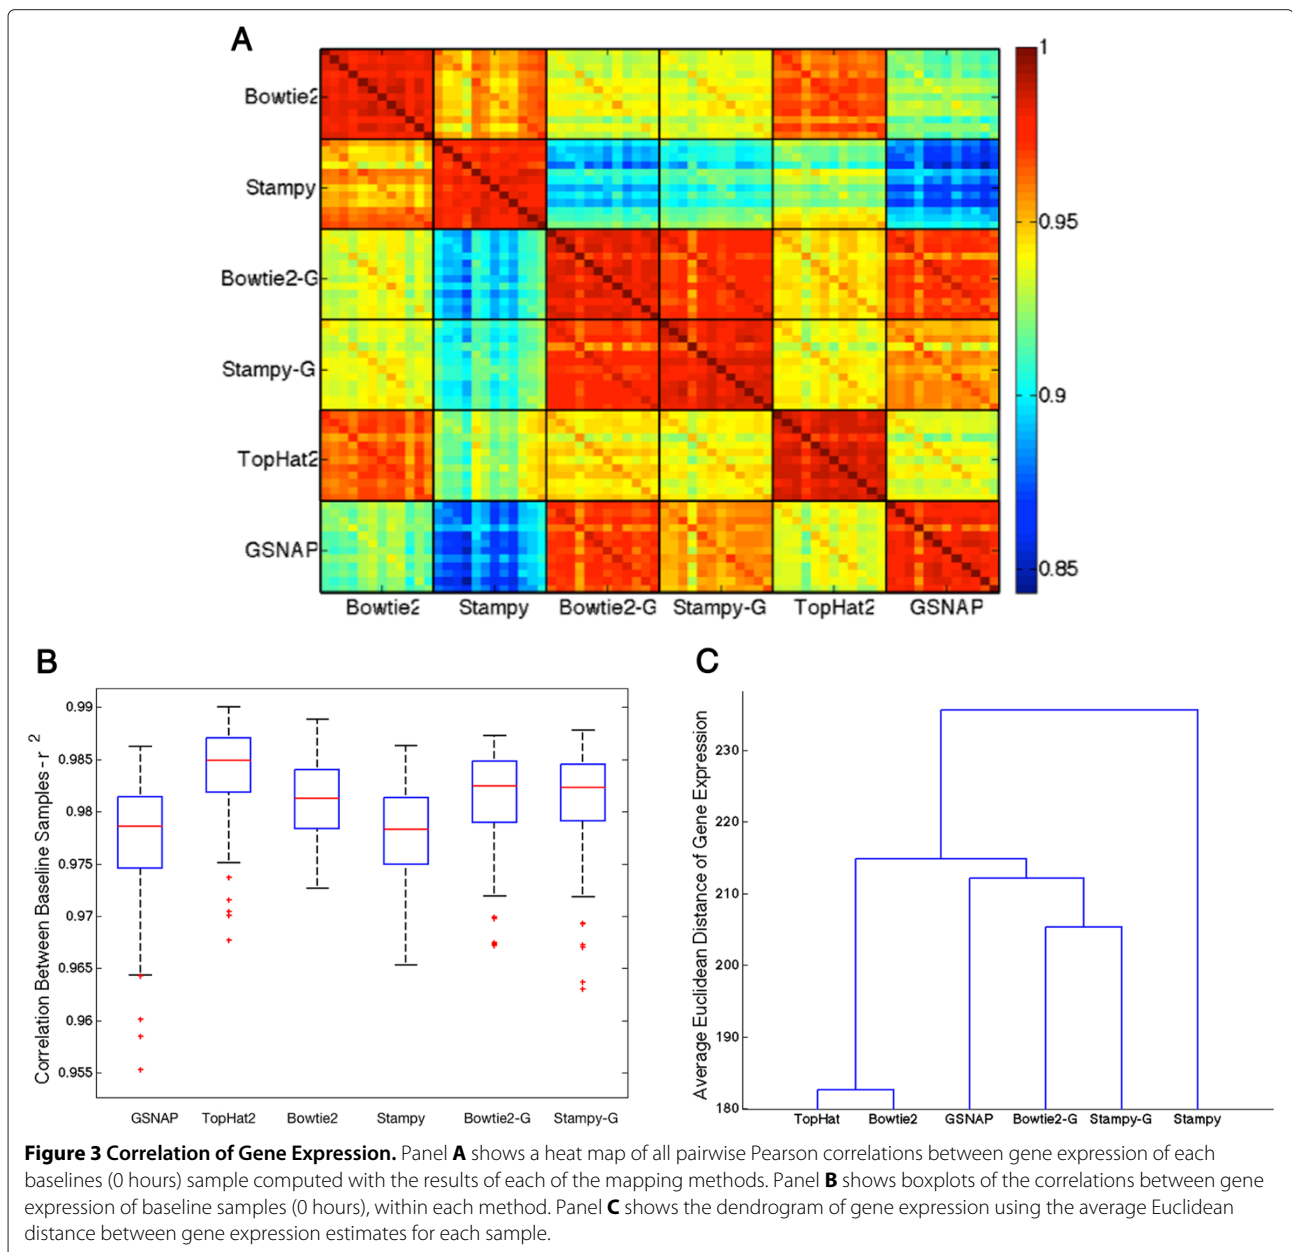 A
Bowtie2
Stampy
Bowtie2-G
Stampy-G
TopHat2
GSNAP
Bowtie2 Stampy Bowtie2-G Stampy-G TopHat2 GSNAP
1
0.95
0.9
0.85
B
Correlation Between Baseline Samples - r 2
0.99
0.985
0.98
0.975
0.97
0.965
0.96
0.955
GSNAP TopHat2 Bowtie2 Stampy Bowtie2-G Stampy-G
C
Average Euclidean Distance of Gene Expression
230
220
210
200
190
180
TopHat Bowtie2 GSNAP Bowtie2-G Stampy-G Stampy
Figure 3 Correlation of Gene Expression. Panel A shows a heat map of all pairwise Pearson correlations between gene expression of each
baselines (0 hours) sample computed with the results of each of the mapping methods. Panel B shows boxplots of the correlations between gene
expression of baseline samples (0 hours), within each method. Panel C shows the dendrogram of gene expression using the average Euclidean
distance between gene expression estimates for each sample.